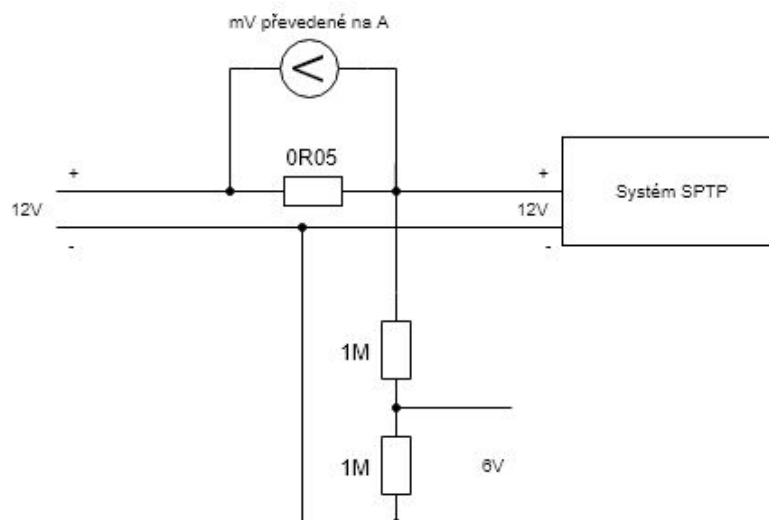 mV převedené na A
V
0R05
+
+
12V
12V
Systém SPTP
-
-
1M
1M
6V